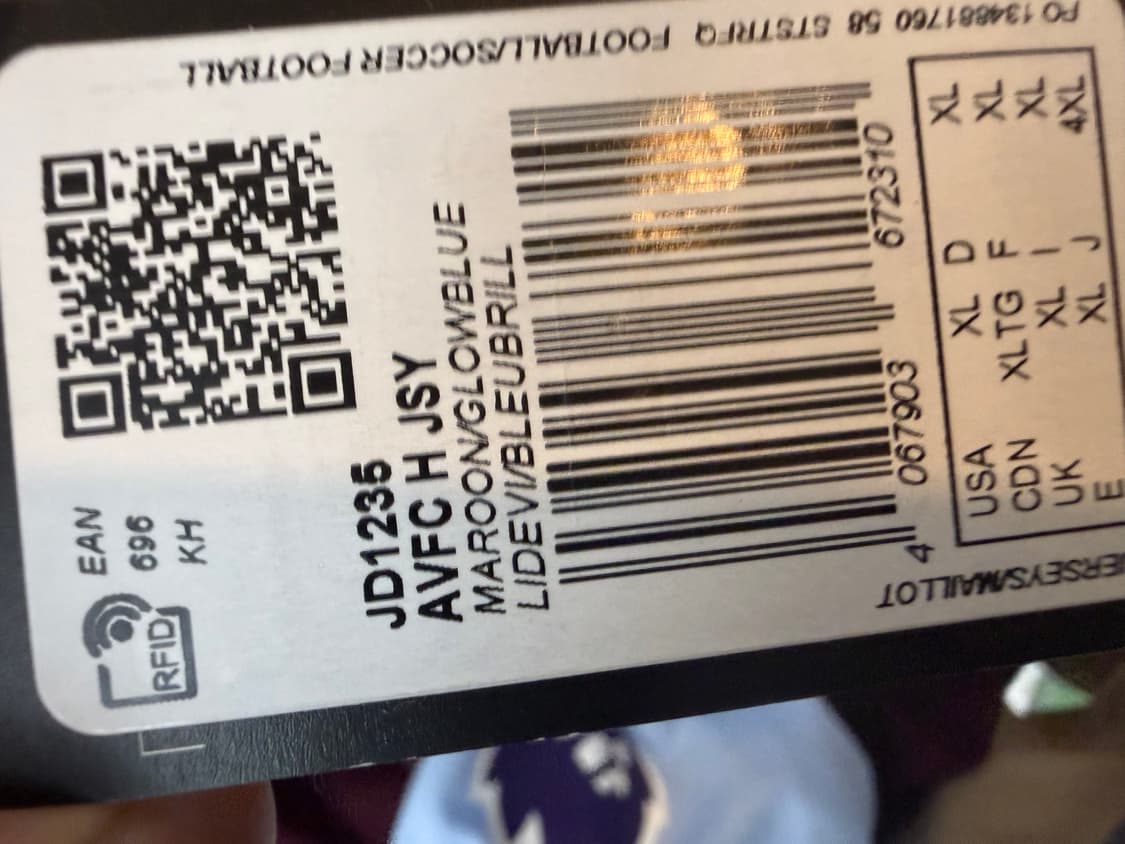 EAN
696
KH
RFID
JD1235
AVFC H JSY
MAROON/GLOWBLUE
LIDEVI/BLEUBRILL
4 067903 672310
USA XL D XL
CDN XLTG F XL
UK XL I XL
E XL J 4XL
FOOTBALL/SOCCER FOOTBALL
PO 134881760 58 STSTRFQ
ERSEYS/MAILLOT